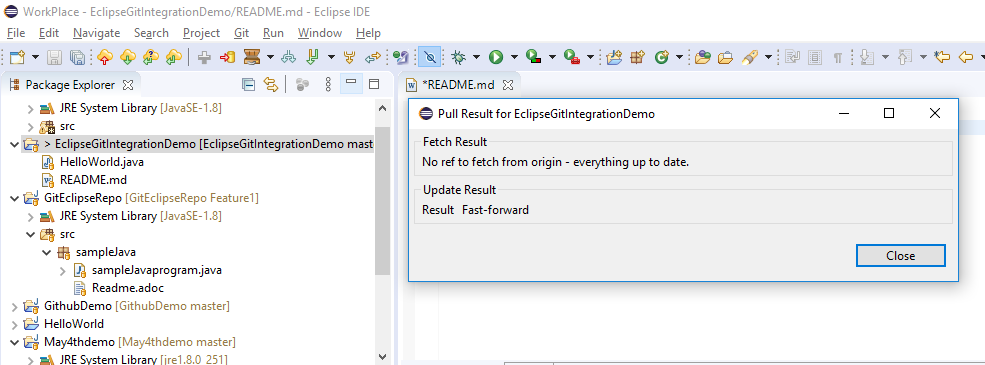 WorkPlace - EclipseGitIntegrationDemo/README.md - Eclipse IDE
File Edit Navigate Search Project Git Run Window Help
Package Explorer
JRE System Library [JavaSE-1.8]
src
> EclipseGitIntegrationDemo [EclipseGitIntegrationDemo mast
HelloWorld.java
README.md
GitEclipseRepo [GitEclipseRepo Feature1]
JRE System Library [JavaSE-1.8]
src
sampleJava
sampleJavaprogram.java
Readme.adoc
GithubDemo [GithubDemo master]
HelloWorld
May4thdemo [May4thdemo master]
JRE System Library [jre1.8.0_251]
*README.md
Pull Result for EclipseGitIntegrationDemo
Fetch Result
No ref to fetch from origin - everything up to date.
Update Result
Result Fast-forward
Close